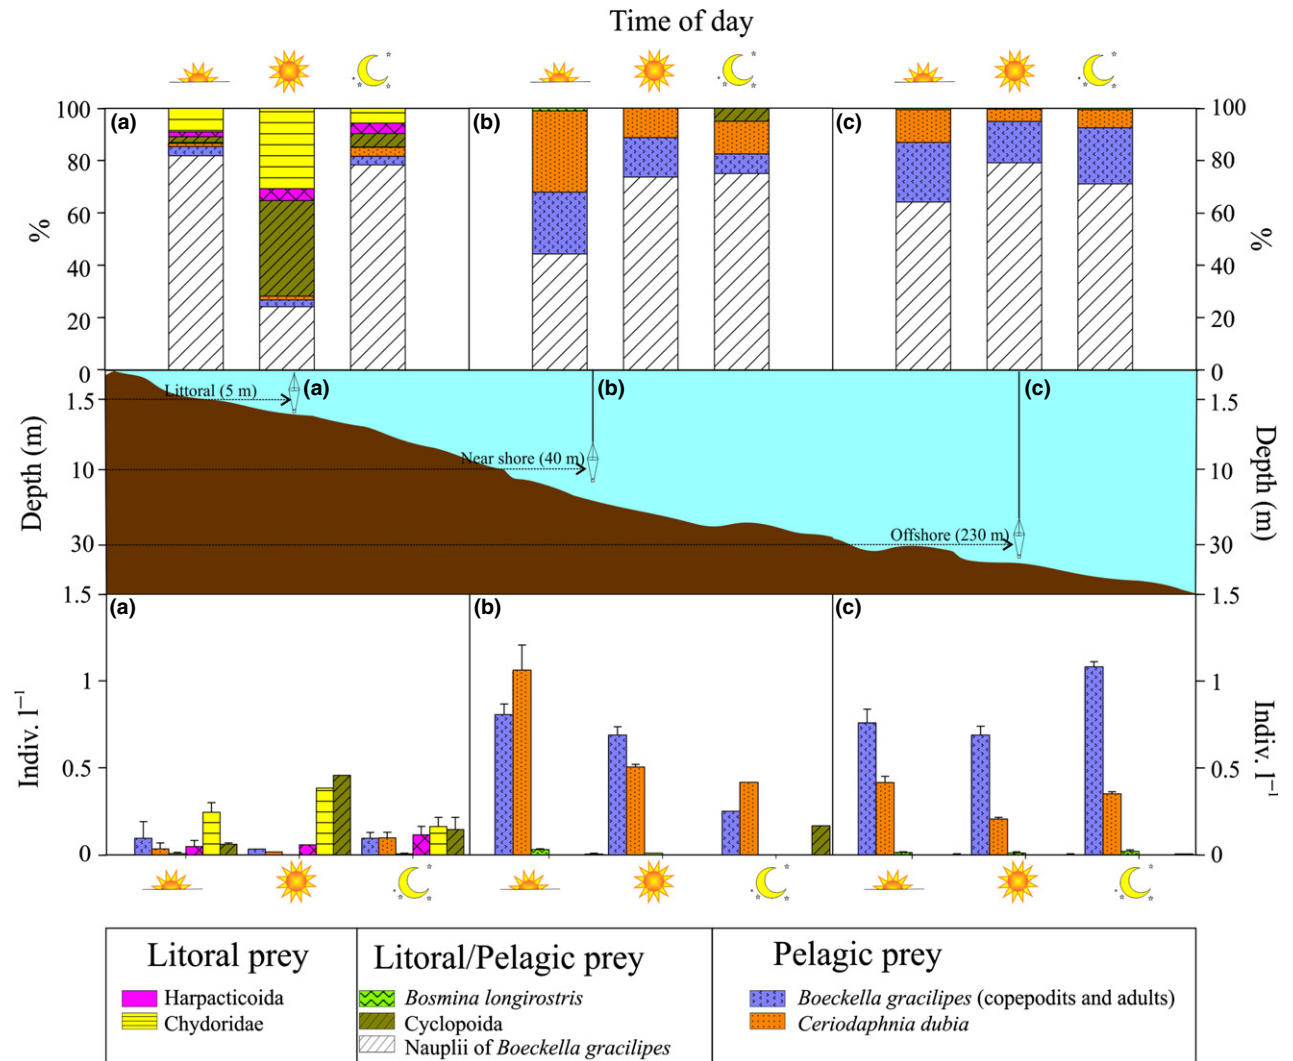 Time of day
100 (a) (b) (c) 100
80 80
60 60
% %
40 40
20 20
0 0
Littoral (5 m) (a) (b) (c)
1.5 1.5
Depth (m) Depth (m)
Near shore (40 m)
10 10
Offshore (230 m)
30 30
1.5 (a) (b) (c) 1.5
1 1
Indiv. l⁻¹ Indiv. l⁻¹
0.5 0.5
0 0
Litoral prey
Harpacticoida
Chydoridae
Litoral/Pelagic prey
Bosmina longirostris
Cyclopoida
Nauplii of Boeckella gracilipes
Pelagic prey
Boeckella gracilipes (copepodits and adults)
Ceriodaphnia dubia